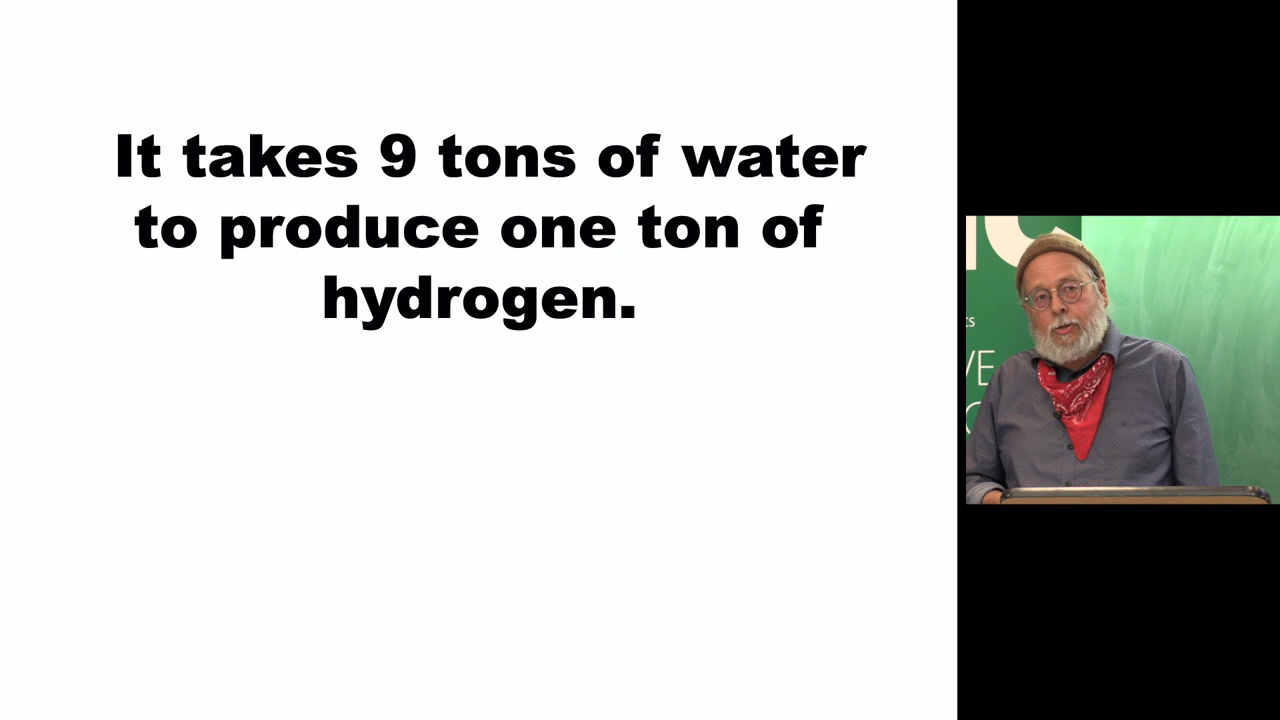 It takes 9 tons of water
to produce one ton of
hydrogen.